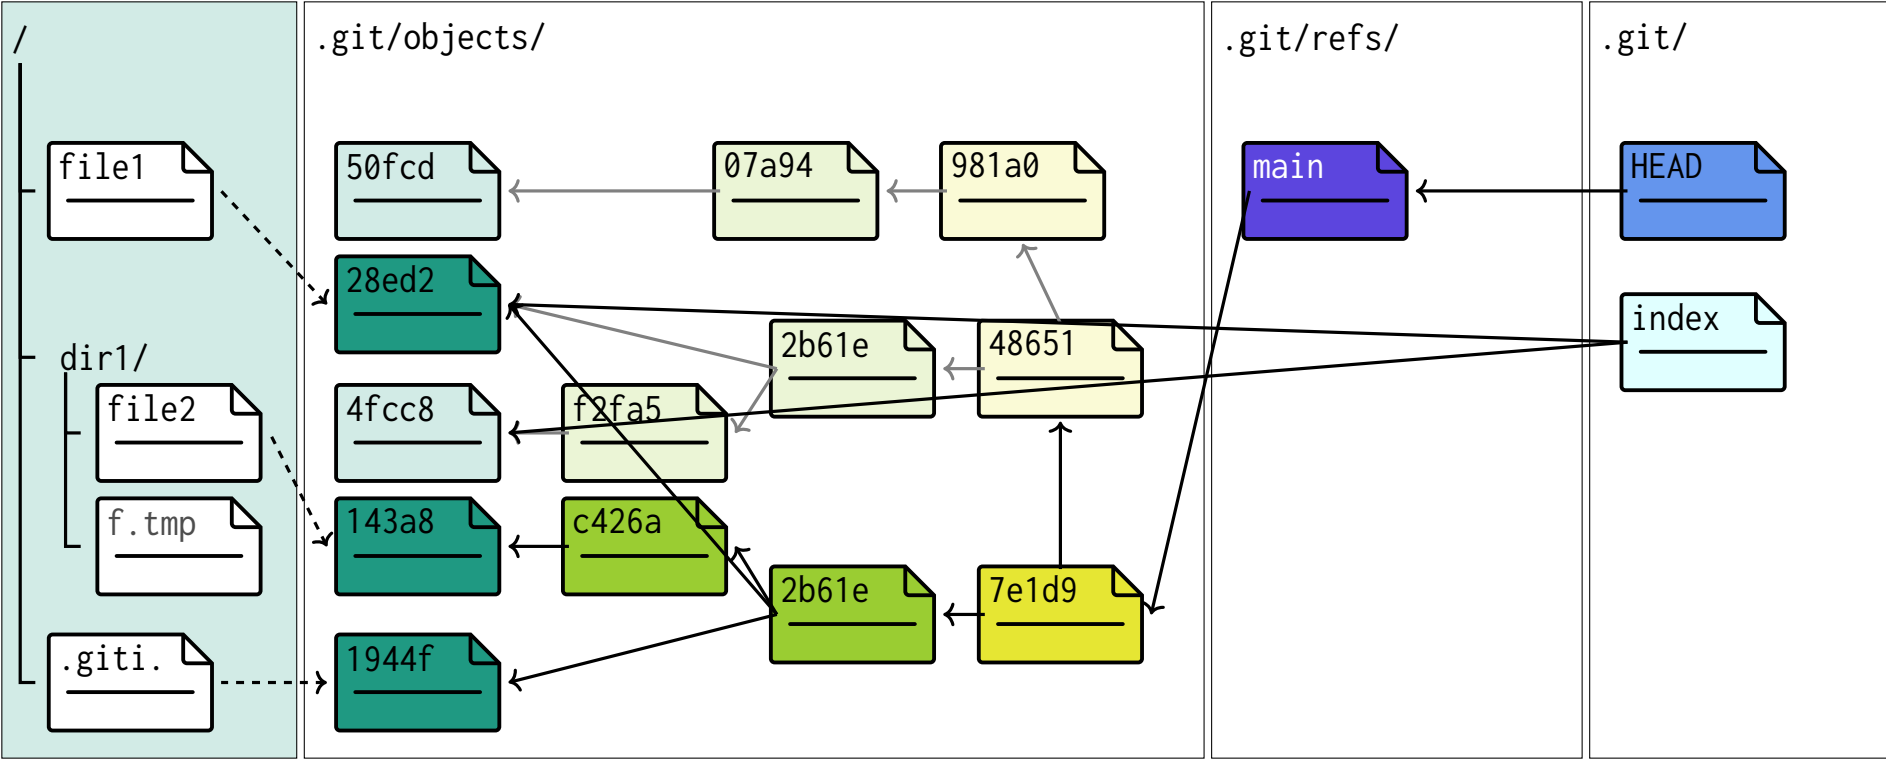 /
.git/objects/
.git/refs/
.git/
file1
50fcd
07a94
981a0
main
HEAD
28ed2
index
dir1/
2b61e
48651
file2
4fcc8
f2fa5
f.tmp
143a8
c426a
2b61e
7e1d9
.giti.
1944f